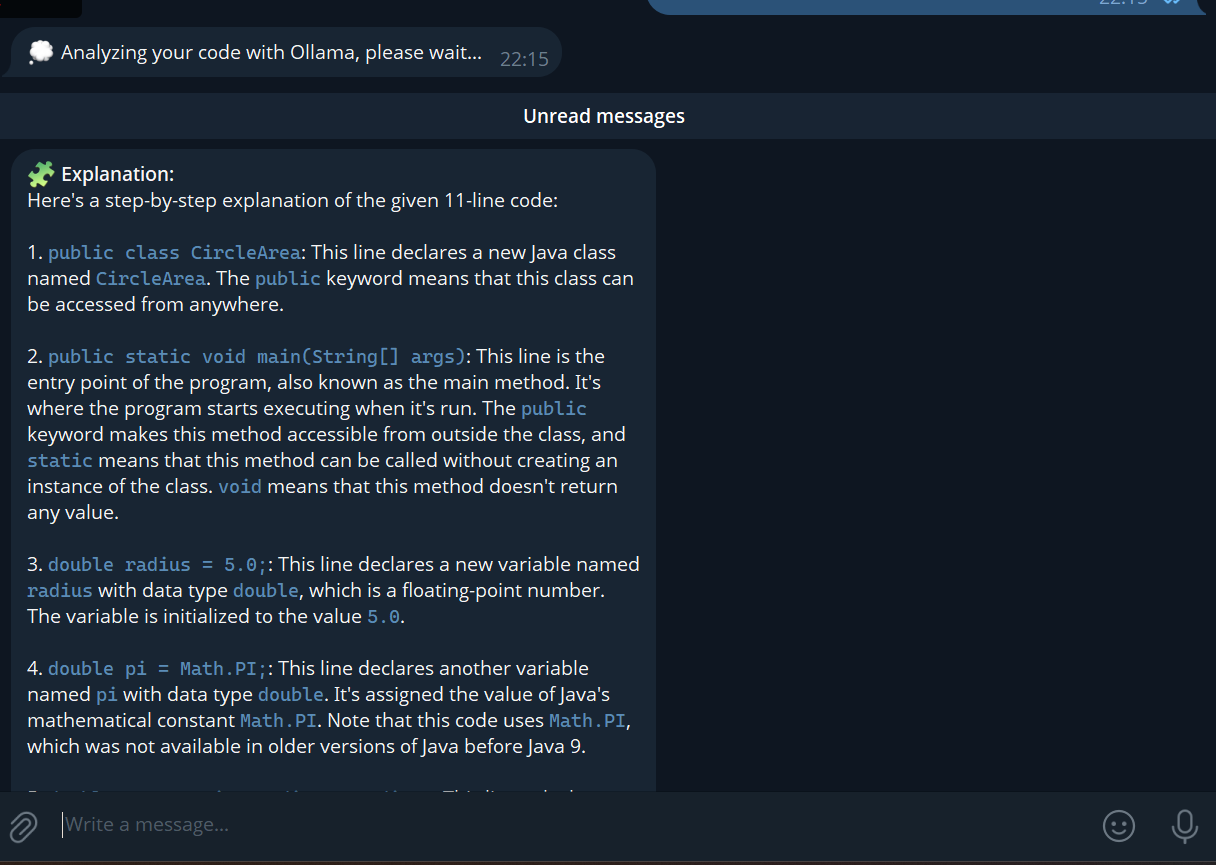 Analyzing your code with Ollama, please wait... 22:15
Unread messages
Explanation:
Here's a step-by-step explanation of the given 11-line code:
1. public class CircleArea: This line declares a new Java class
named CircleArea. The public keyword means that this class can
be accessed from anywhere.
2. public static void main(String[] args): This line is the
entry point of the program, also known as the main method. It's
where the program starts executing when it's run. The public
keyword makes this method accessible from outside the class, and
static means that this method can be called without creating an
instance of the class. void means that this method doesn't return
any value.
3. double radius = 5.0;: This line declares a new variable named
radius with data type double, which is a floating-point number.
The variable is initialized to the value 5.0.
4. double pi = Math.PI;: This line declares another variable
named pi with data type double. It's assigned the value of Java's
mathematical constant Math.PI. Note that this code uses Math.PI,
which was not available in older versions of Java before Java 9.
Write a message...